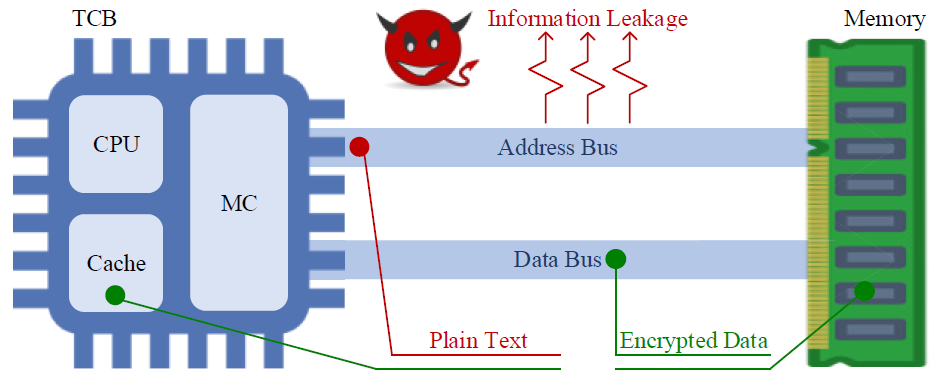 TCB
Information Leakage
Memory
CPU
MC
Address Bus
Cache
Data Bus
Plain Text
Encrypted Data